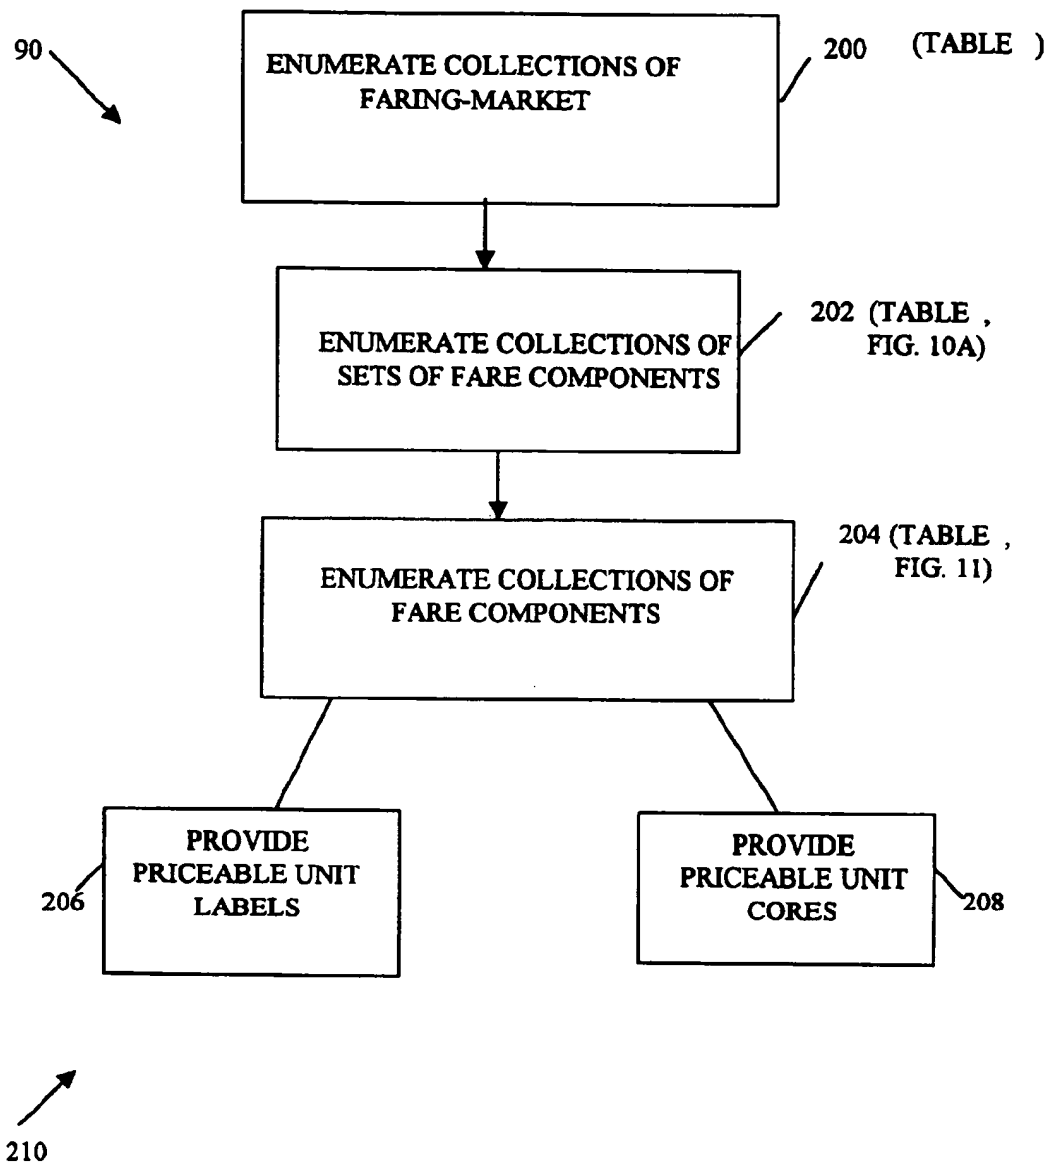 90
ENUMERATE COLLECTIONS OF
FARING-MARKET
200 (TABLE )
ENUMERATE COLLECTIONS OF
SETS OF FARE COMPONENTS
202 (TABLE ,
FIG. 10A)
ENUMERATE COLLECTIONS OF
FARE COMPONENTS
204 (TABLE ,
FIG. 11)
PROVIDE
PRICEABLE UNIT
LABELS
206
PROVIDE
PRICEABLE UNIT
CORES
208
210